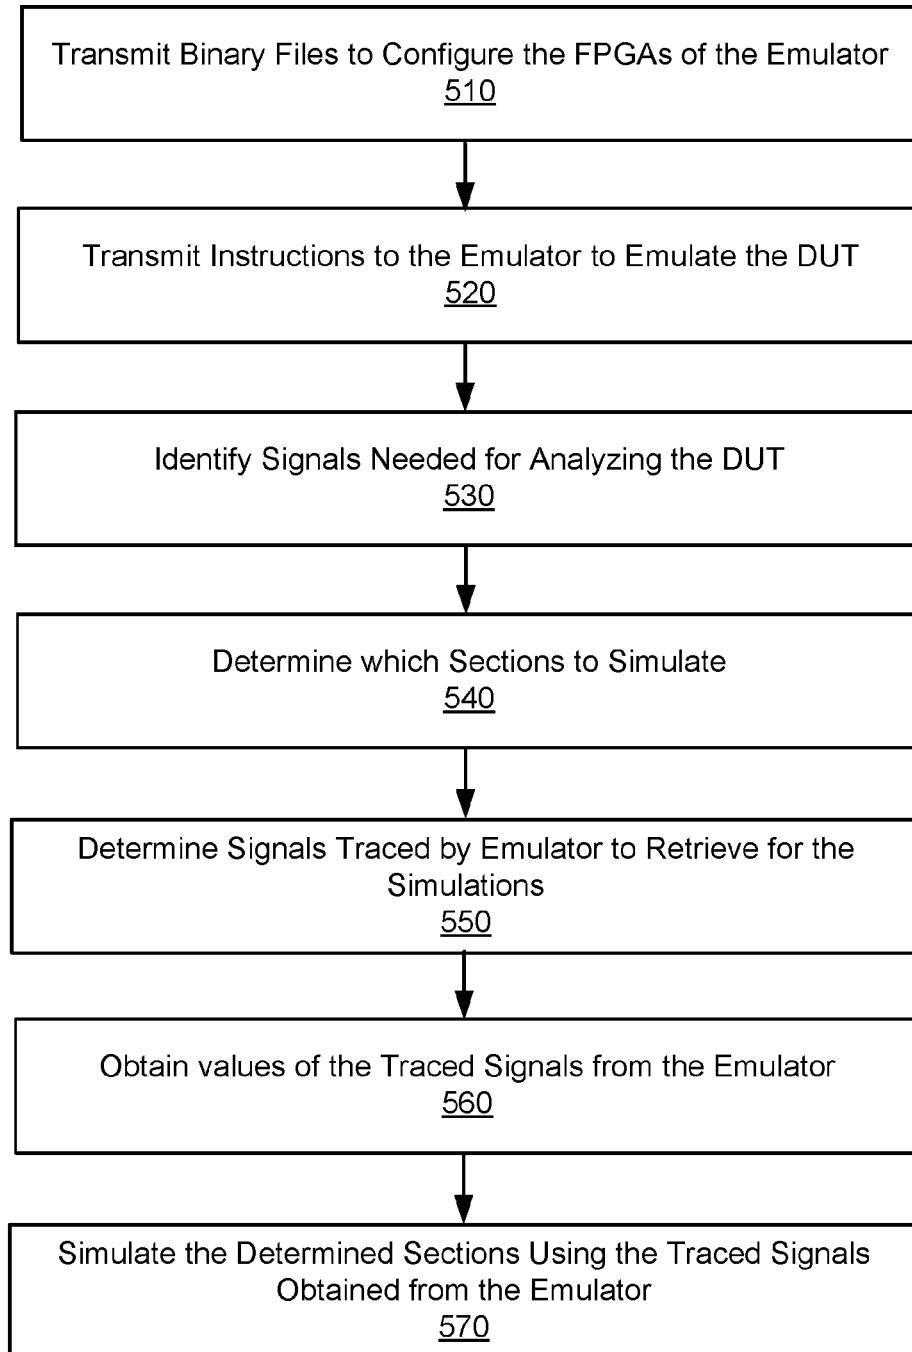 Transmit Binary Files to Configure the FPGAs of the Emulator
510
Transmit Instructions to the Emulator to Emulate the DUT
520
Identify Signals Needed for Analyzing the DUT
530
Determine which Sections to Simulate
540
Determine Signals Traced by Emulator to Retrieve for the
Simulations
550
Obtain values of the Traced Signals from the Emulator
560
Simulate the Determined Sections Using the Traced Signals
Obtained from the Emulator
570